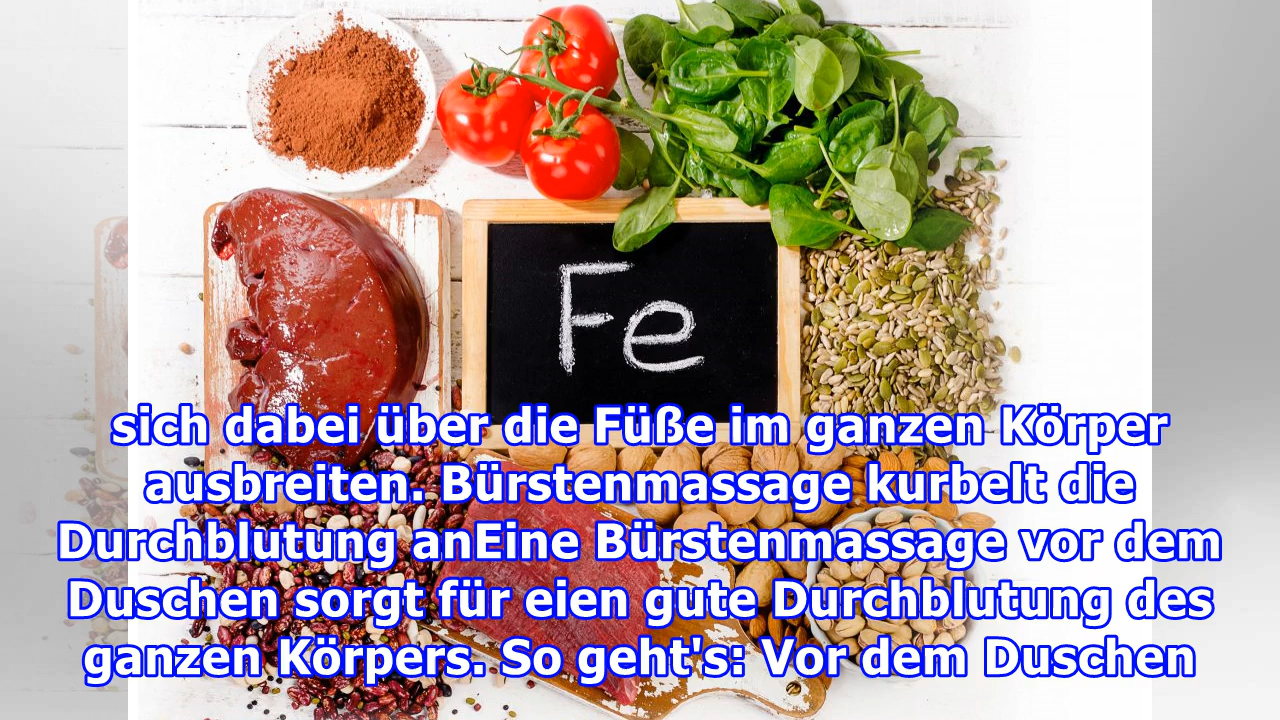 Fe
sich dabei über die Füße im ganzen Körper
ausbreiten. Bürstenmassage kurbelt die
Durchblutung anEine Bürstenmassage vor dem
Duschen sorgt für eien gute Durchblutung des
ganzen Körpers. So geht's: Vor dem Duschen